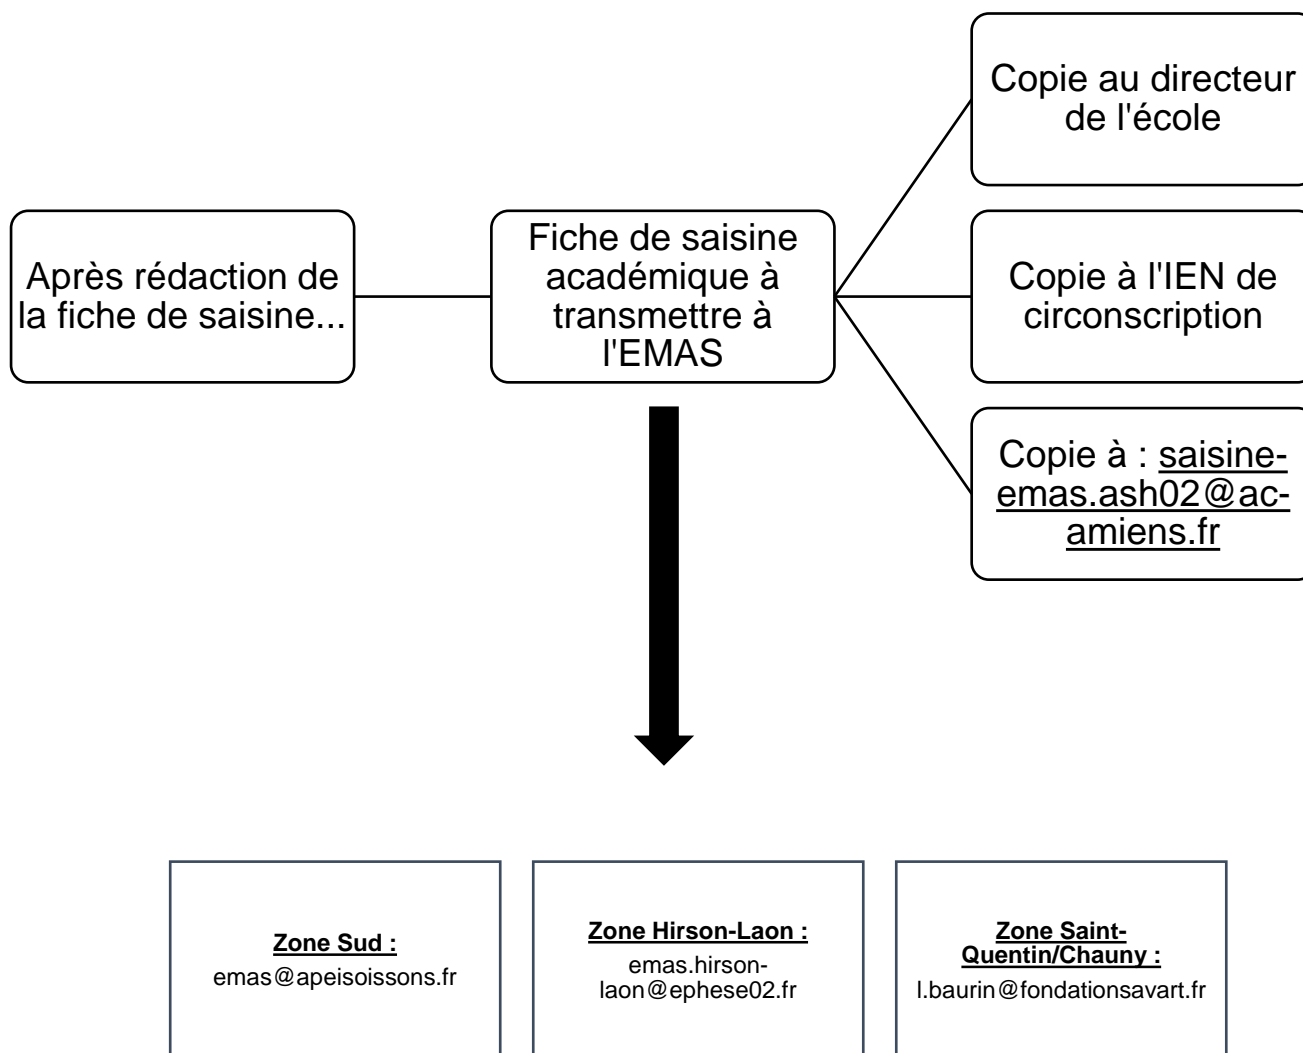 Après rédaction de
la fiche de saisine...
Fiche de saisine
académique à
transmettre à
l'EMAS
Copie au directeur
de l'école
Copie à l'IEN de
circonscription
Copie à : saisine-
emas.ash02@ac-
amiens.fr
Zone Sud :
emas@apeisoissons.fr
Zone Hirson-Laon :
emas.hirson-
laon@ephese02.fr
Zone Saint-
Quentin/Chauny :
l.baurin@fondationsavart.fr